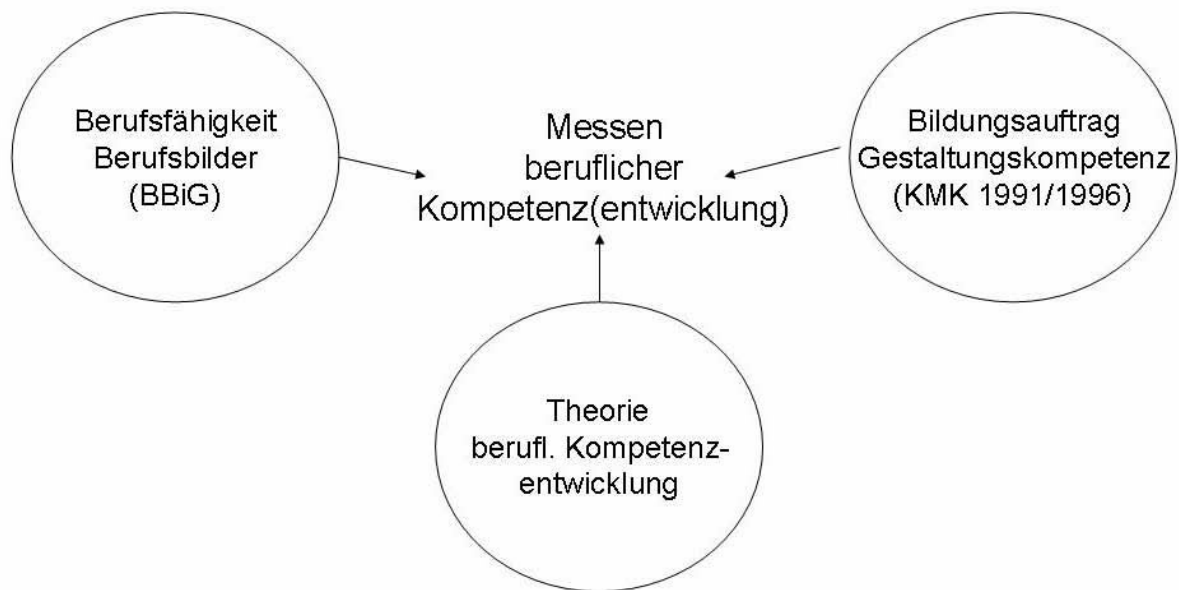 Berufsfähigkeit
Berufsbilder
(BBiG)
Messen
beruflicher
Kompetenz(entwicklung)
Bildungsauftrag
Gestaltungskompetenz
(KMK 1991/1996)
Theorie
berufl. Kompetenz-
entwicklung